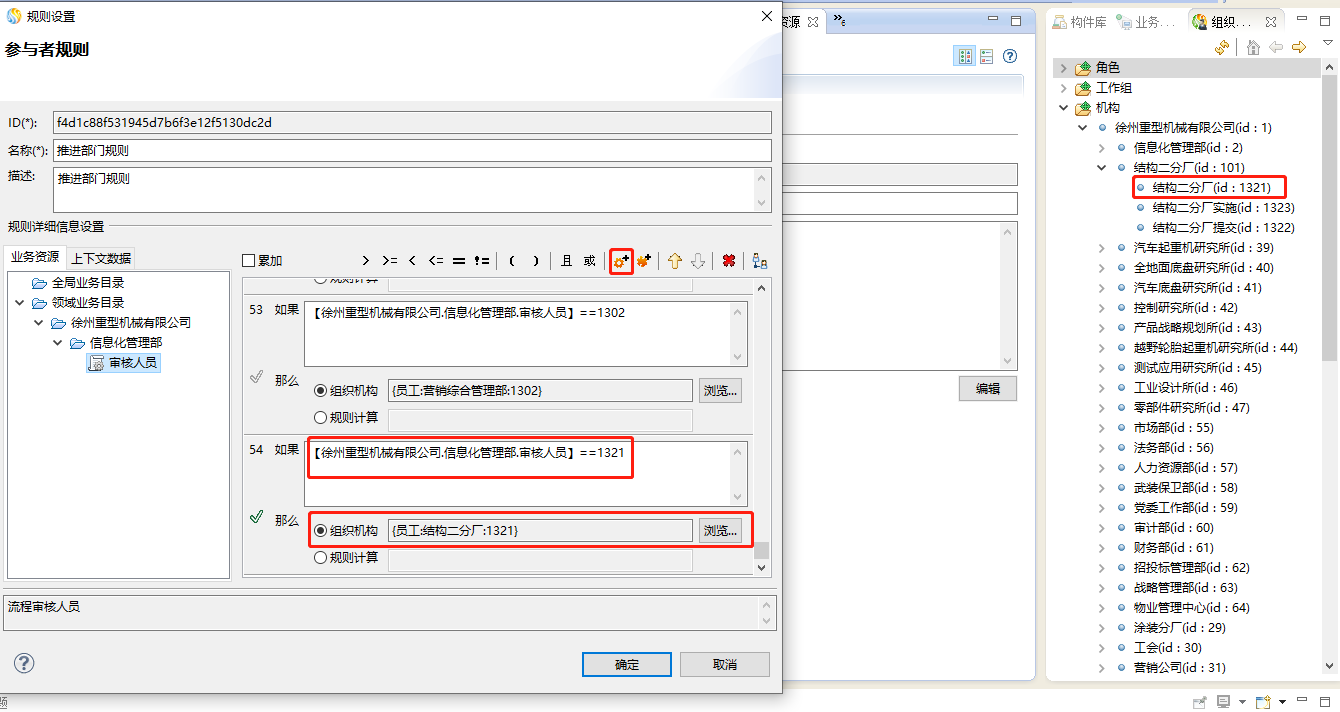 规则设置
参与者规则
ID(*):
f4d1c88f531945d7b6f3e12f5130dc2d
名称(*):
推进部门规则
描述:
推进部门规则
规则详细信息设置
业务资源
上下文数据
全局业务目录
领域业务目录
徐州重型机械有限公司
信息化管理部
审核人员
累加
> >= < <= == != ( ) 且 或
规则计算
53 如果
【徐州重型机械有限公司.信息化管理部.审核人员】==1302
那么
组织机构
{员工:营销综合管理部:1302}
浏览...
规则计算
54 如果
【徐州重型机械有限公司.信息化管理部.审核人员】==1321
那么
组织机构
{员工:结构二分厂:1321}
浏览...
规则计算
流程审核人员
确定
取消
资源
»6
编辑
构件库
业务...
组织...
角色
工作组
机构
徐州重型机械有限公司(id : 1)
信息化管理部(id : 2)
结构二分厂(id : 101)
结构二分厂(id : 1321)
结构二分厂实施(id : 1323)
结构二分厂提交(id : 1322)
汽车起重机研究所(id : 39)
全地面底盘研究所(id : 40)
汽车底盘研究所(id : 41)
控制研究所(id : 42)
产品战略规划所(id : 43)
越野轮胎起重机研究所(id : 44)
测试应用研究所(id : 45)
工业设计所(id : 46)
零部件研究所(id : 47)
市场部(id : 55)
法务部(id : 56)
人力资源部(id : 57)
武装保卫部(id : 58)
党委工作部(id : 59)
审计部(id : 60)
财务部(id : 61)
招投标管理部(id : 62)
战略管理部(id : 63)
物业管理中心(id : 64)
涂装分厂(id : 29)
工会(id : 30)
营销公司(id : 31)
题